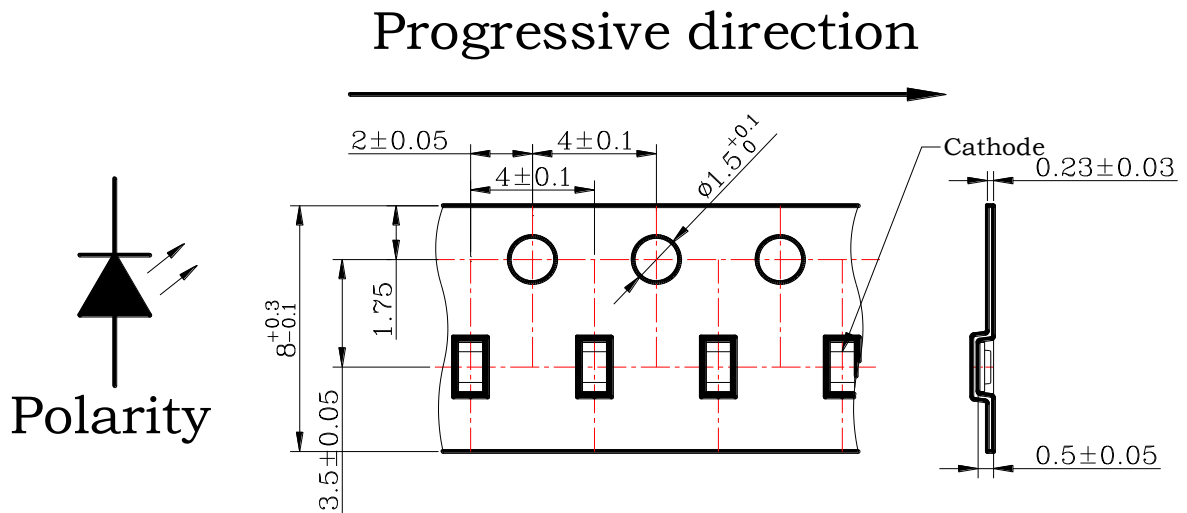 Progressive direction
2±0.05
4±0.1
4±0.1
ø1.5 +0.1 0
Cathode
0.23±0.03
1.75
8 +0.3 -0.1
3.5±0.05
Polarity
0.5±0.05